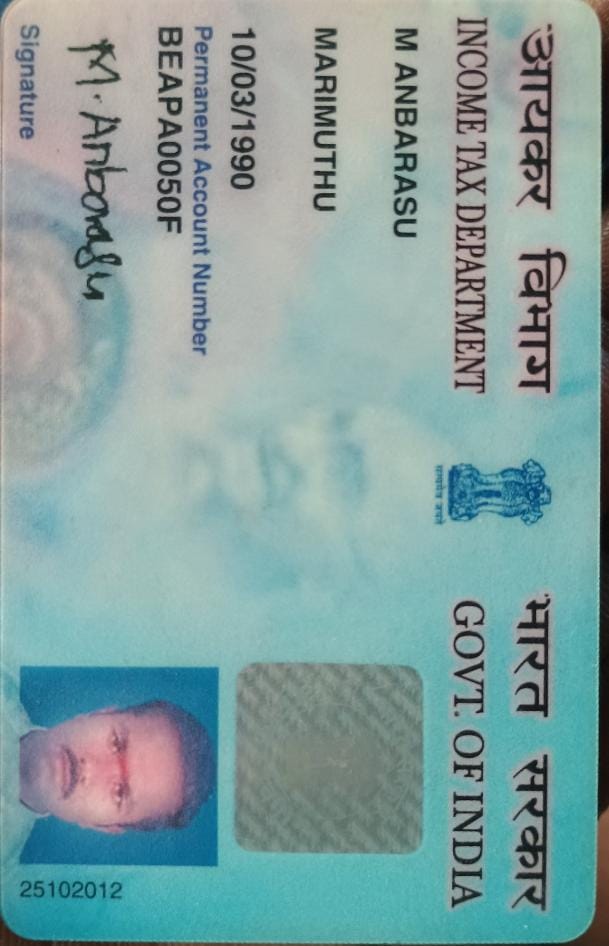 आयकर विभाग
INCOME TAX DEPARTMENT
भारत सरकार
GOVT. OF INDIA
सत्यमेव जयते
M ANBARASU
MARIMUTHU
10/03/1990
Permanent Account Number
BEAPA0050F
M. Anbarasu
Signature
25102012